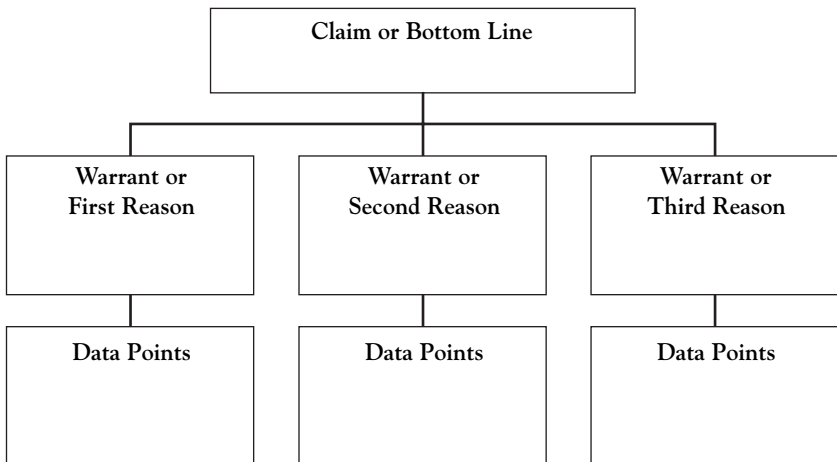 Claim or Bottom Line
Warrant or
First Reason
Warrant or
Second Reason
Warrant or
Third Reason
Data Points
Data Points
Data Points